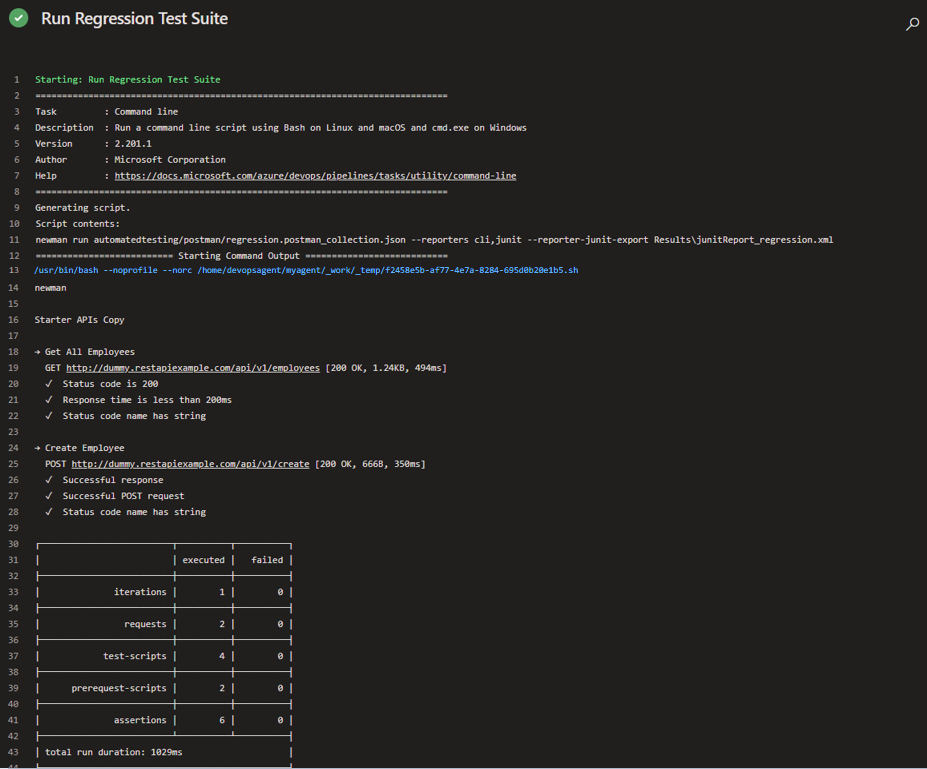 Run Regression Test Suite
1 Starting: Run Regression Test Suite
2 ==============================================================================
3 Task         : Command line
4 Description  : Run a command line script using Bash on Linux and macOS and cmd.exe on Windows
5 Version      : 2.201.1
6 Author       : Microsoft Corporation
7 Help         : https://docs.microsoft.com/azure/devops/pipelines/tasks/utility/command-line
8 ==============================================================================
9 Generating script.
10 Script contents:
11 newman run automatedtesting/postman/regression.postman_collection.json --reporters cli,junit --reporter-junit-export Results\junitReport_regression.xml
12 ========================== Starting Command Output ===========================
13 /usr/bin/bash --noprofile --norc /home/devopsagent/myagent/_work/_temp/f2458e5b-af77-4e7a-8284-695d0b20e1b5.sh
14 newman
15
16 Starter APIs Copy
17
18 → Get All Employees
19 GET http://dummy.restapiexample.com/api/v1/employees [200 OK, 1.24KB, 494ms]
20 ✓ Status code is 200
21 ✓ Response time is less than 200ms
22 ✓ Status code name has string
23
24 → Create Employee
25 POST http://dummy.restapiexample.com/api/v1/create [200 OK, 666B, 350ms]
26 ✓ Successful response
27 ✓ Successful POST request
28 ✓ Status code name has string
29
30
31 executed failed
32
33 iterations 1 0
34
35 requests 2 0
36
37 test-scripts 4 0
38
39 prerequest-scripts 2 0
40
41 assertions 6 0
42
43 total run duration: 1029ms
44